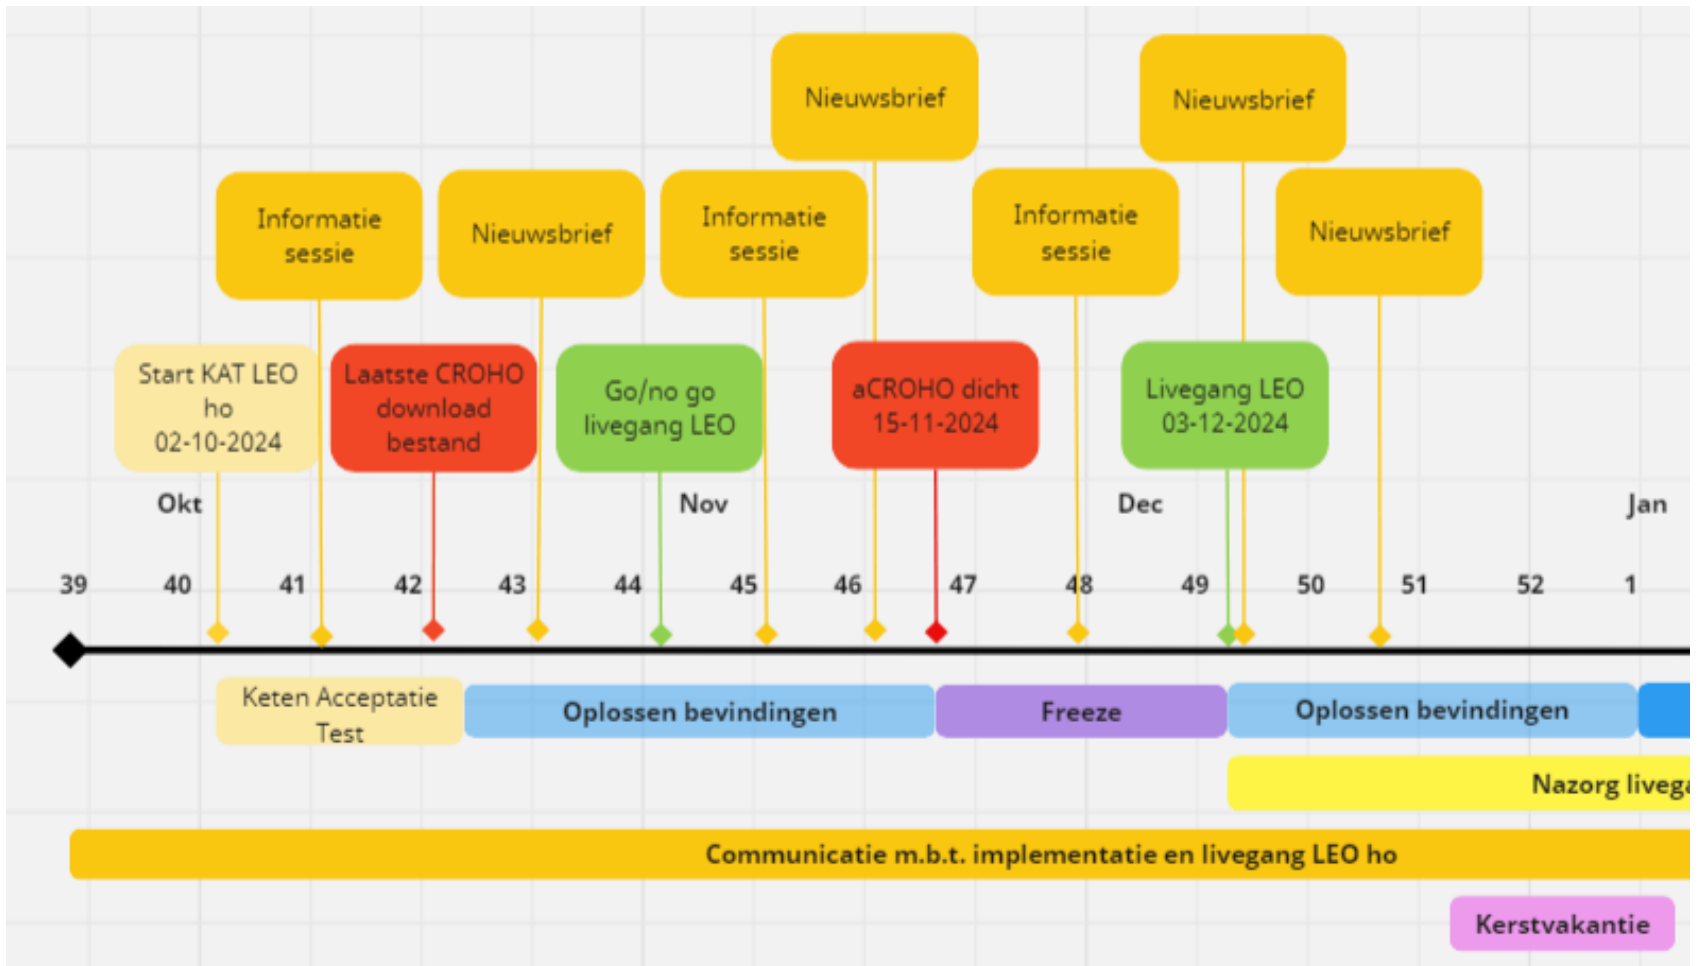 Nieuwsbrief
Nieuwsbrief
Informatie
sessie
Nieuwsbrief
Informatie
sessie
Informatie
sessie
Nieuwsbrief
Start KAT LEO
ho
02-10-2024
Laatste CROHO
download
bestand
Go/no go
livegang LEO
aCROHO dicht
15-11-2024
Livegang LEO
03-12-2024
Okt Nov Dec Jan
39 40 41 42 43 44 45 46 47 48 49 50 51 52 1
Keten Acceptatie
Test
Oplossen bevindingen
Freeze
Oplossen bevindingen
Nazorg livega
Communicatie m.b.t. implementatie en livegang LEO ho
Kerstvakantie